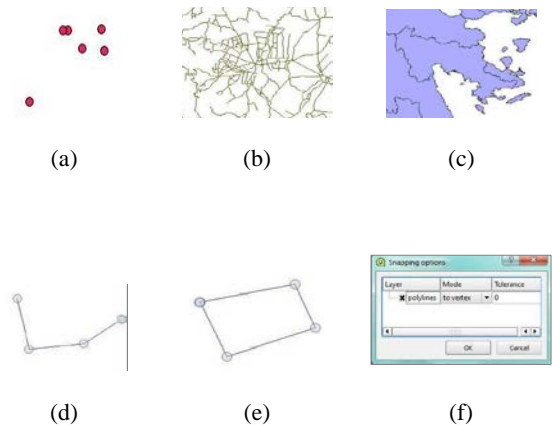 (a) (b) (c)
Snapping options
Layer Mode Tolerance
polylines to vertex 0
OK Cancel
(d) (e) (f)